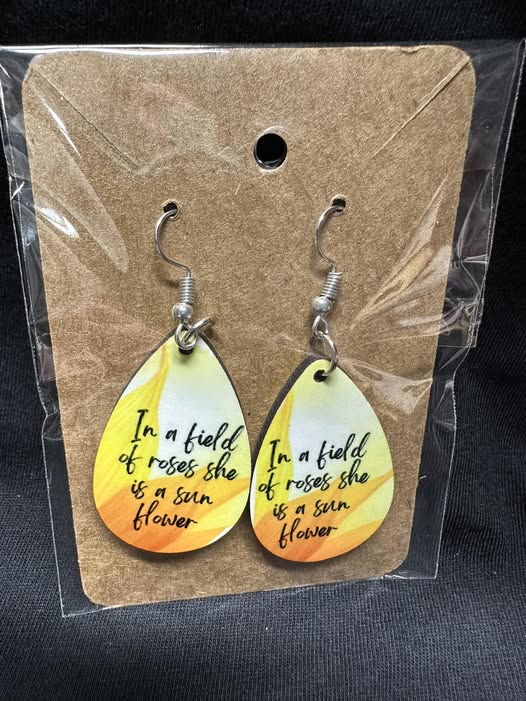 In a field
of roses she
is a sun
flower
In a field
of roses she
is a sun
flower